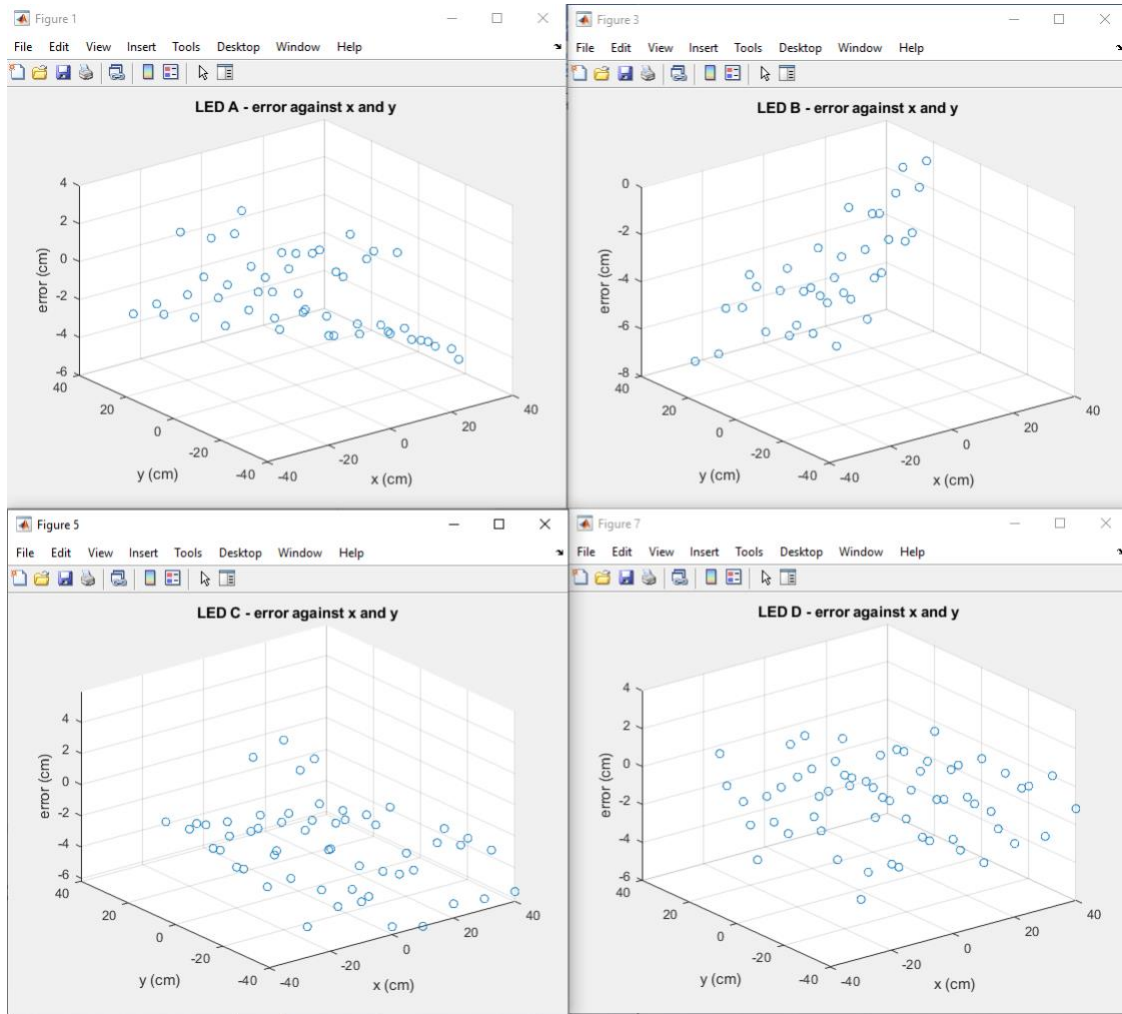 Figure 1
File Edit View Insert Tools Desktop Window Help
LED A - error against x and y
4
2
0
-2
-4
-6
error (cm)
40
20
0
-20
-40
y (cm)
-40
-20
0
20
40
x (cm)
Figure 3
File Edit View Insert Tools Desktop Window Help
LED B - error against x and y
0
-2
-4
-6
-8
error (cm)
40
20
0
-20
-40
y (cm)
-40
-20
0
20
40
x (cm)
Figure 5
File Edit View Insert Tools Desktop Window Help
LED C - error against x and y
4
2
0
-2
-4
-6
error (cm)
40
20
0
-20
-40
y (cm)
-40
-20
0
20
40
x (cm)
Figure 7
File Edit View Insert Tools Desktop Window Help
LED D - error against x and y
4
2
0
-2
-4
-6
error (cm)
40
20
0
-20
-40
y (cm)
-40
-20
0
20
40
x (cm)